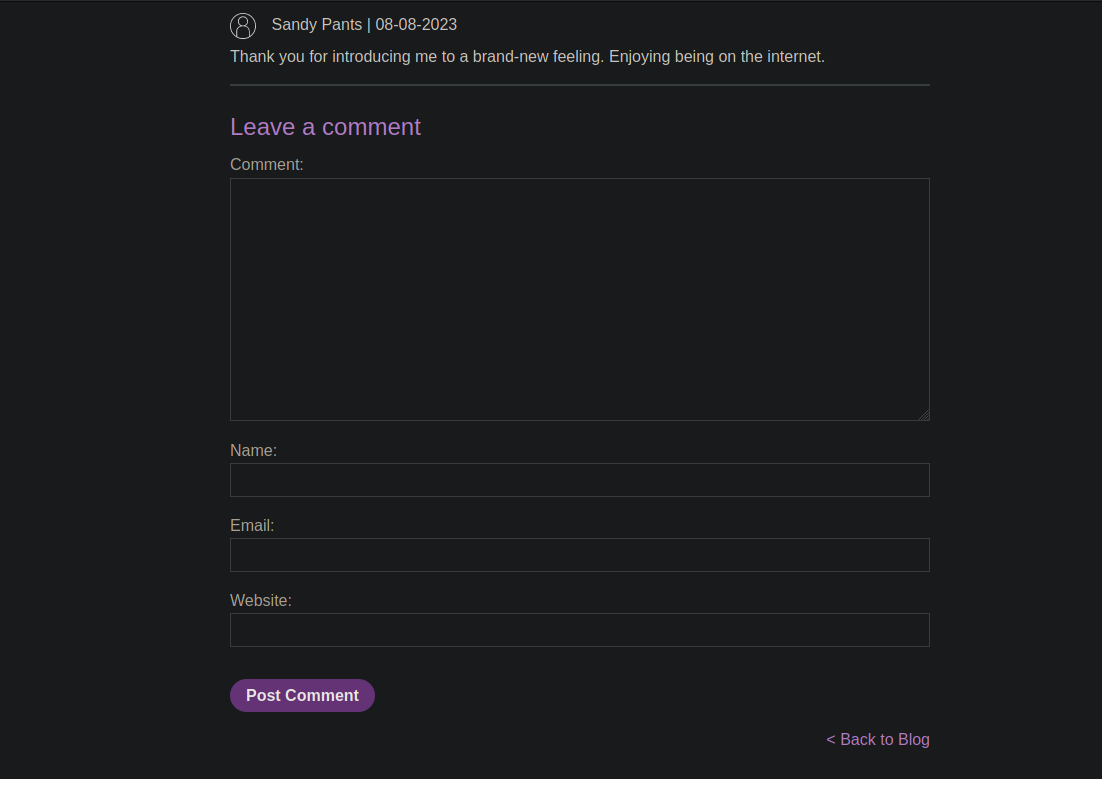 Sandy Pants | 08-08-2023
Thank you for introducing me to a brand-new feeling. Enjoying being on the internet.
Leave a comment
Comment:
Name:
Email:
Website:
Post Comment
< Back to Blog